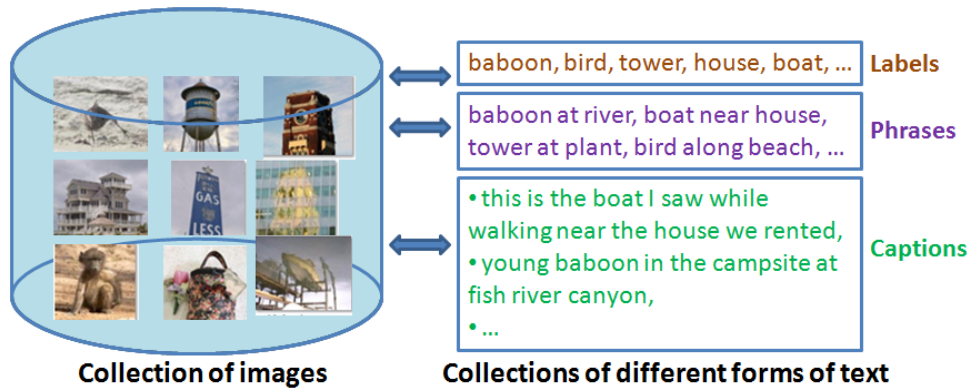 baboon, bird, tower, house, boat, ...
Labels
baboon at river, boat near house,
tower at plant, bird along beach, ...
Phrases
• this is the boat I saw while
walking near the house we rented,
• young baboon in the campsite at
fish river canyon,
• ...
Captions
GAS
LESS
Collection of images
Collections of different forms of text